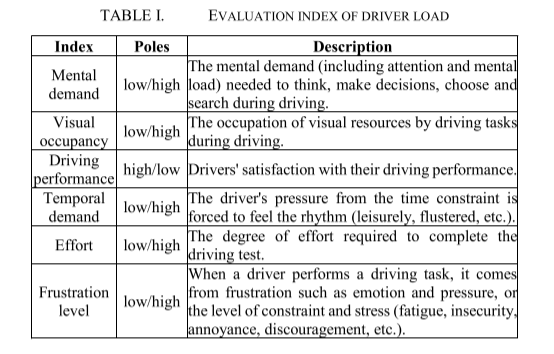 TABLE I. EVALUATION INDEX OF DRIVER LOAD
Index Poles Description
Mental demand low/high The mental demand (including attention and mental
load) needed to think, make decisions, choose and
search during driving.
Visual occupancy low/high The occupation of visual resources by driving tasks
during driving.
Driving performance high/low Drivers' satisfaction with their driving performance.
Temporal demand low/high The driver's pressure from the time constraint is
forced to feel the rhythm (leisurely, flustered, etc.).
Effort low/high The degree of effort required to complete the
driving test.
Frustration level low/high When a driver performs a driving task, it comes
from frustration such as emotion and pressure, or
the level of constraint and stress (fatigue, insecurity,
annoyance, discouragement, etc.).